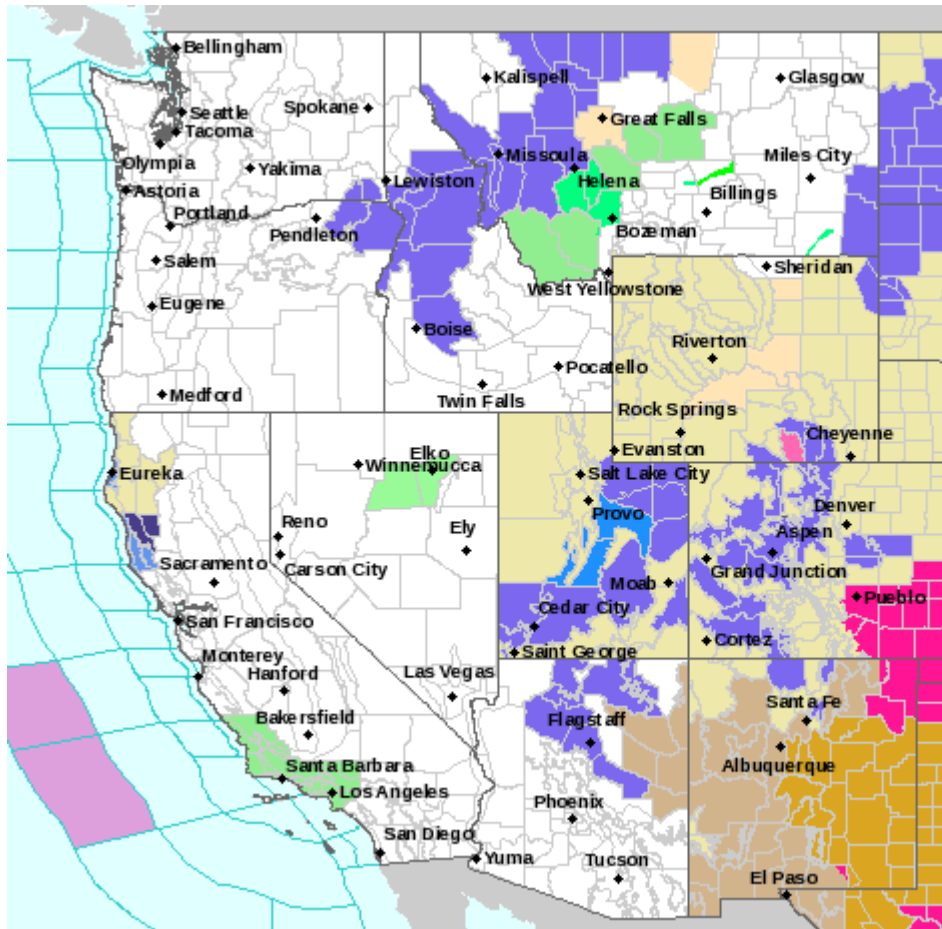 Bellingham
Kalispell
Glasgow
Spokane
Seattle
Great Falls
Tacoma
Olympia
Missoula
Miles City
Yakima
Lewiston
Helena
Astoria
Billings
Portland
Pendleton
Bozeman
Salem
Sheridan
West Yellowstone
Eugene
Boise
Riverton
Pocatello
Medford
Twin Falls
Rock Springs
Cheyenne
Elko
Evanston
Eureka
Winnemucca
Salt Lake City
Provo
Denver
Reno
Ely
Aspen
Sacramento
Carson City
Grand Junction
Moab
Pueblo
Cedar City
San Francisco
Cortez
Saint George
Monterey
Hanford
Las Vegas
Santa Fe
Bakersfield
Flagstaff
Albuquerque
Santa Barbara
Los Angeles
Phoenix
San Diego
Yuma
Tucson
El Paso